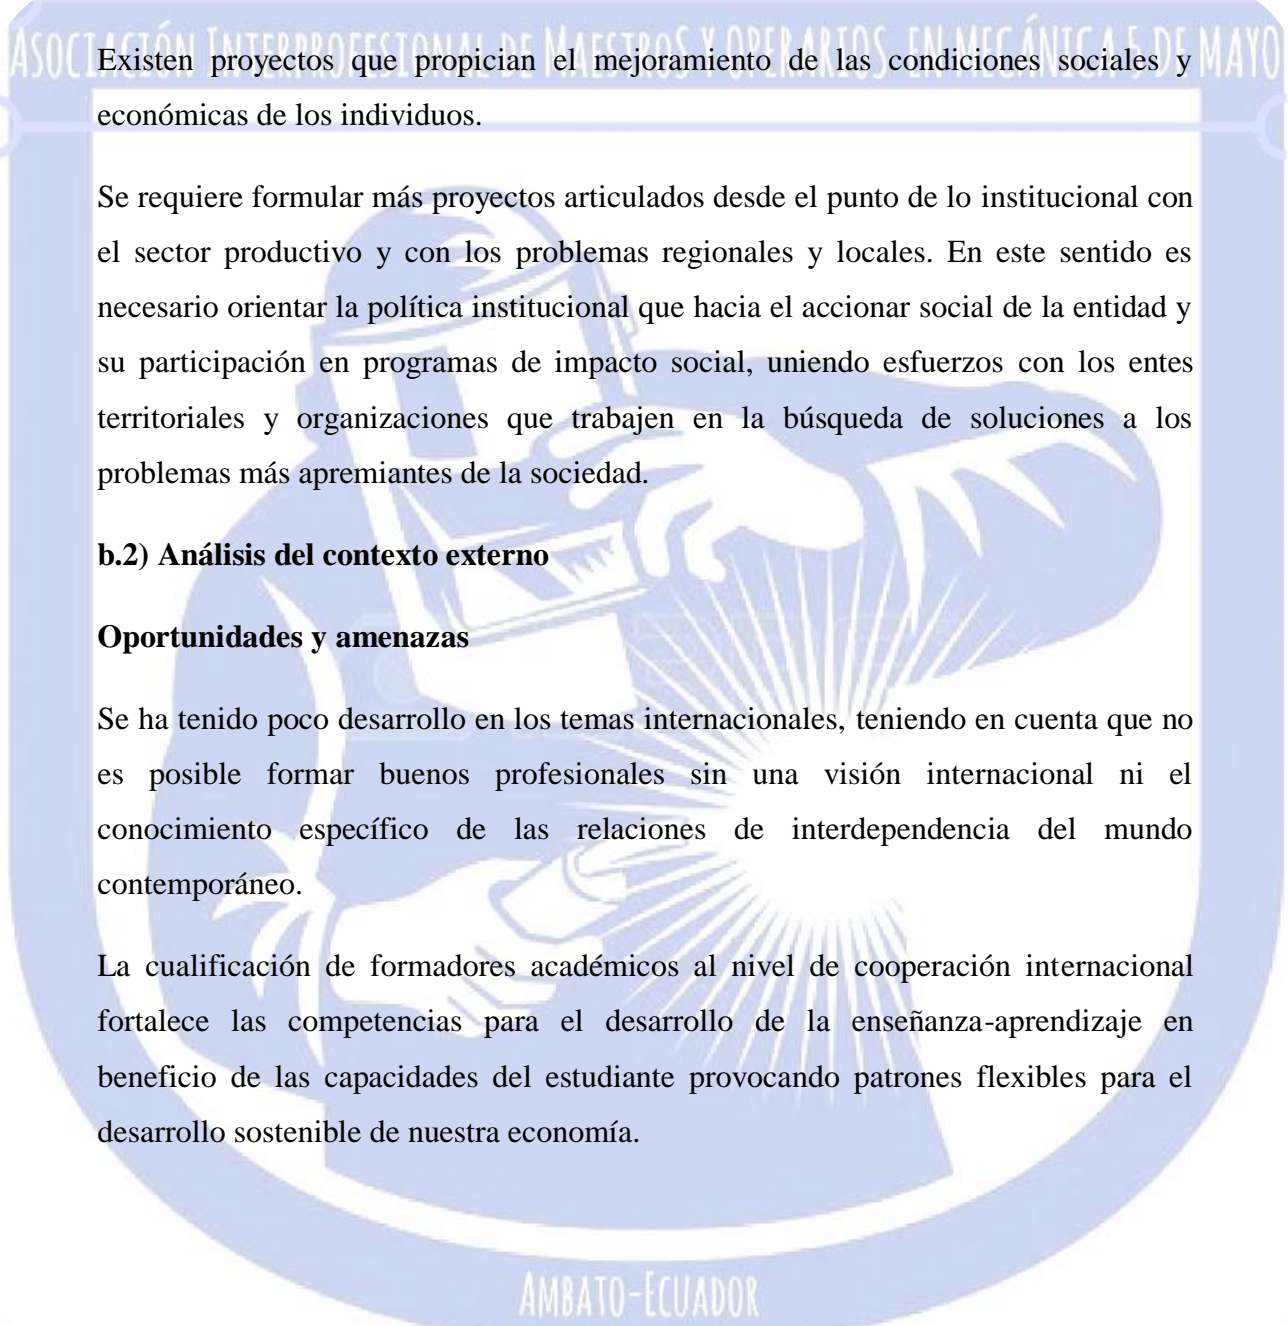 ASOCIACIÓN INTERPROFESIONAL DE MAESTROS Y OPERARIOS EN MECÁNICA 5 DE MAYO
Existen proyectos que propician el mejoramiento de las condiciones sociales y
económicas de los individuos.
Se requiere formular más proyectos articulados desde el punto de lo institucional con
el sector productivo y con los problemas regionales y locales. En este sentido es
necesario orientar la política institucional que hacia el accionar social de la entidad y
su participación en programas de impacto social, uniendo esfuerzos con los entes
territoriales y organizaciones que trabajen en la búsqueda de soluciones a los
problemas más apremiantes de la sociedad.
b.2) Análisis del contexto externo
Oportunidades y amenazas
Se ha tenido poco desarrollo en los temas internacionales, teniendo en cuenta que no
es posible formar buenos profesionales sin una visión internacional ni el
conocimiento específico de las relaciones de interdependencia del mundo
contemporáneo.
La cualificación de formadores académicos al nivel de cooperación internacional
fortalece las competencias para el desarrollo de la enseñanza-aprendizaje en
beneficio de las capacidades del estudiante provocando patrones flexibles para el
desarrollo sostenible de nuestra economía.
AMBATO-ECUADOR